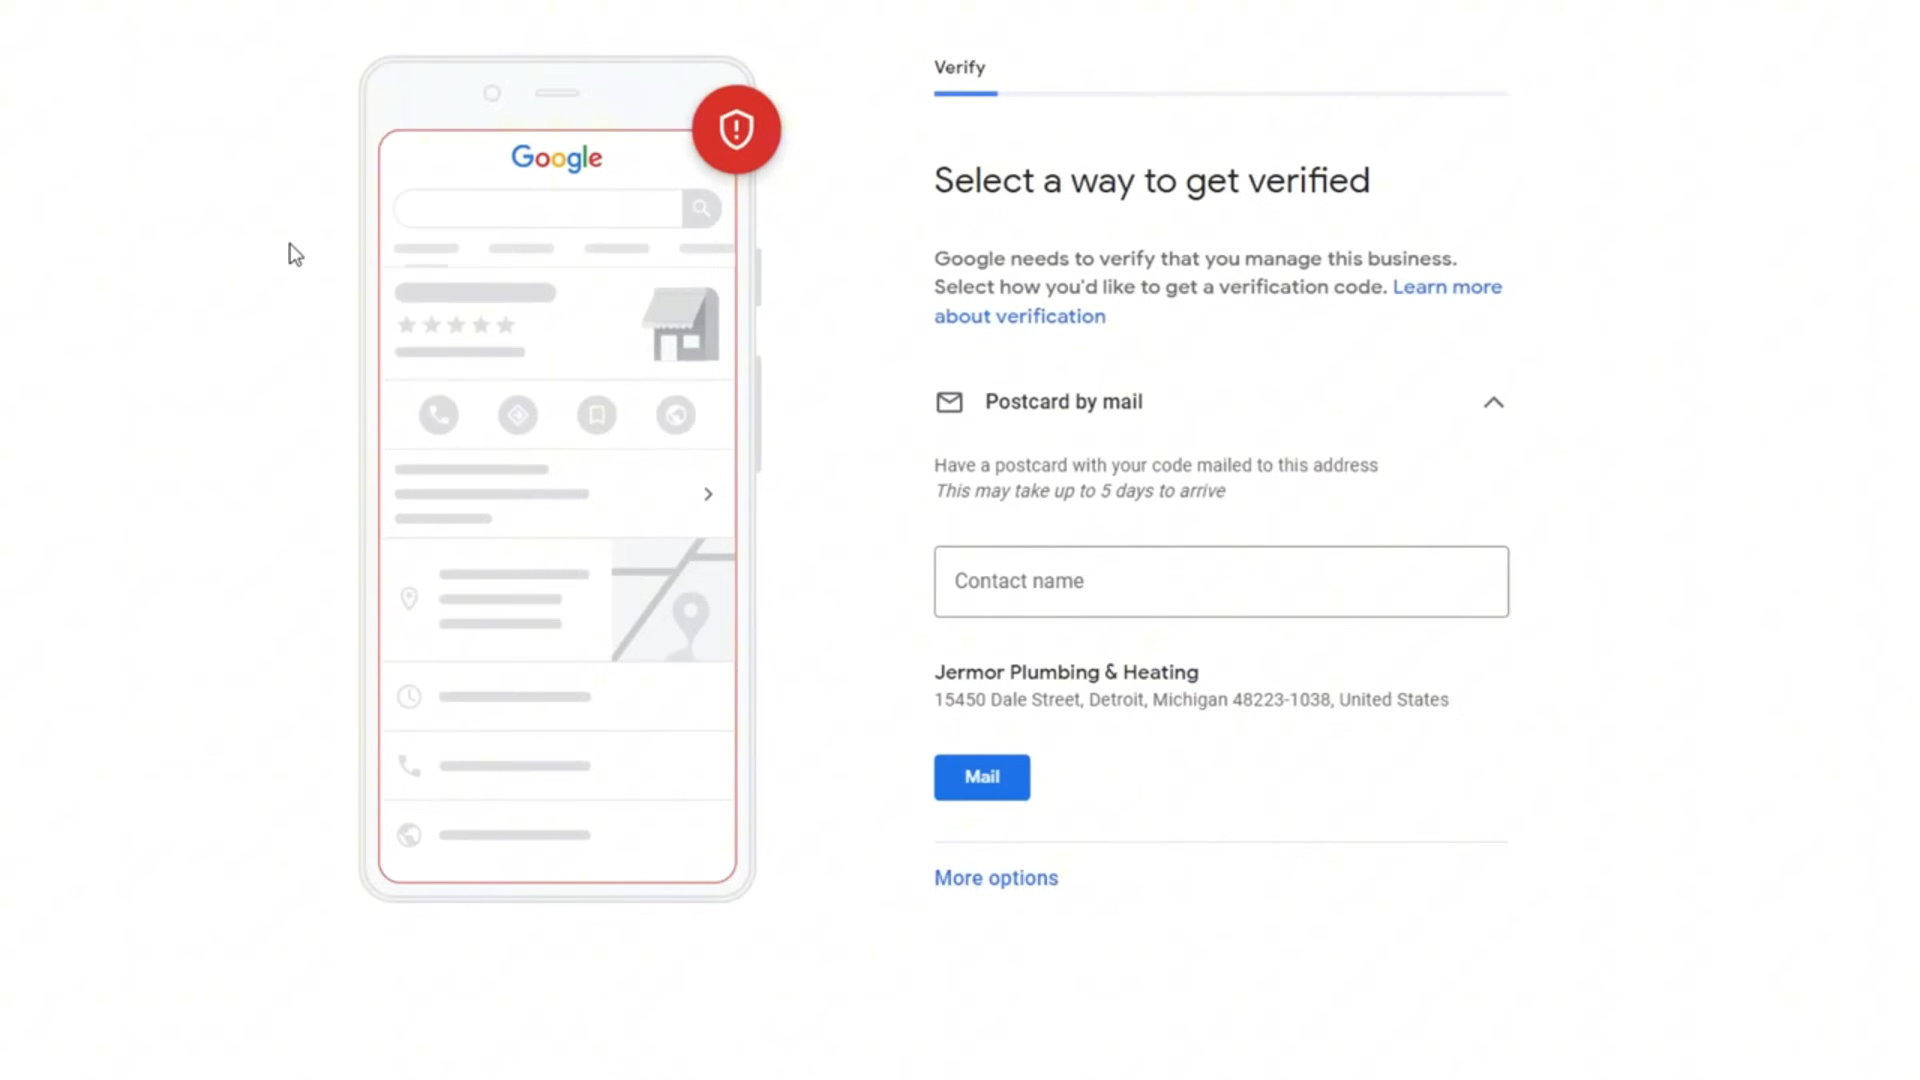 Google
Verify
Select a way to get verified
Google needs to verify that you manage this business.
Select how you'd like to get a verification code. Learn more
about verification
Postcard by mail
Have a postcard with your code mailed to this address
This may take up to 5 days to arrive
Contact name
Jermor Plumbing & Heating
15450 Dale Street, Detroit, Michigan 48223-1038, United States
Mail
More options